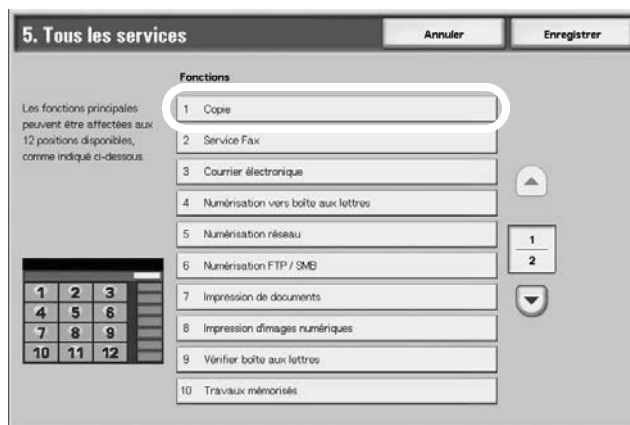 5. Tous les services
Annuler
Enregistrer
Fonctions
Les fonctions principales
peuvent être affectées aux
12 positions disponibles,
comme indiqué ci-dessous.
1 Copie
2 Service Fax
3 Courrier électronique
4 Numérisation vers boîte aux lettres
5 Numérisation réseau
6 Numérisation FTP / SMB
7 Impression de documents
8 Impression d'images numériques
9 Vérifier boîte aux lettres
10 Travaux mémorisés
1
2
1 2 3
4 5 6
7 8 9
10 11 12